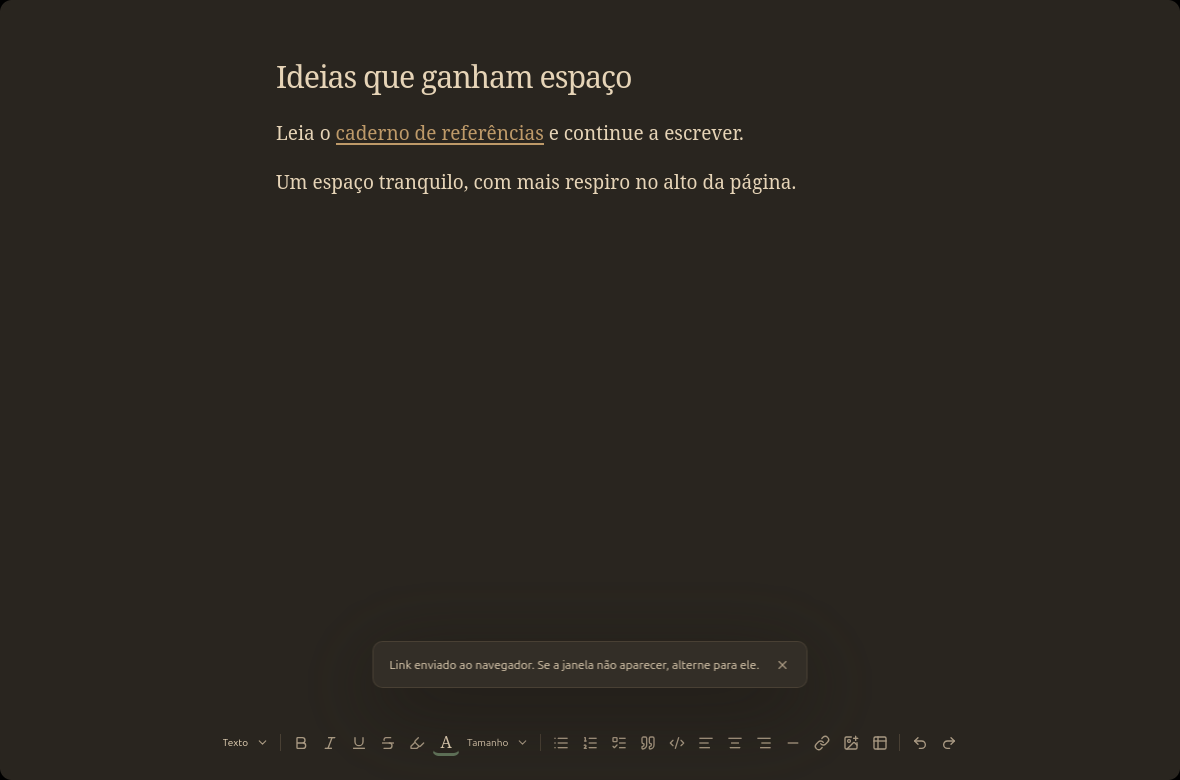 Ideias que ganham espaço
Leia o caderno de referências e continue a escrever.
Um espaço tranquilo, com mais respiro no alto da página.
Link enviado ao navegador. Se a janela não aparecer, alterne para ele.
Texto
A
Tamanho